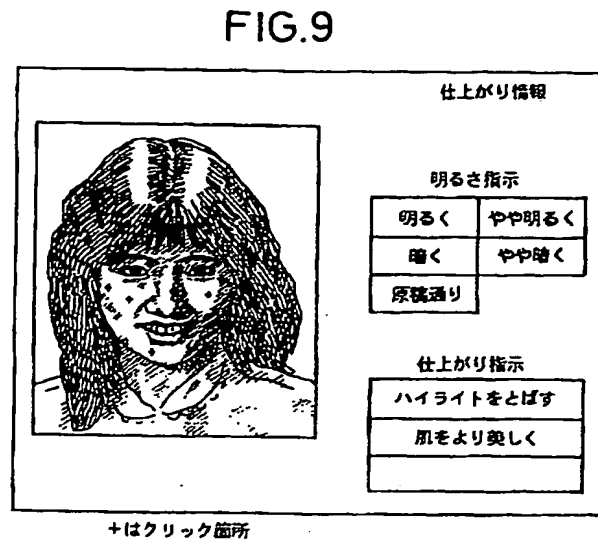 FIG.9
仕上がり情報
明るさ指示
明るく
やや明るく
暗く
やや暗く
原稿通り
仕上がり指示
ハイライトをとばす
肌をより美しく
+はクリック箇所